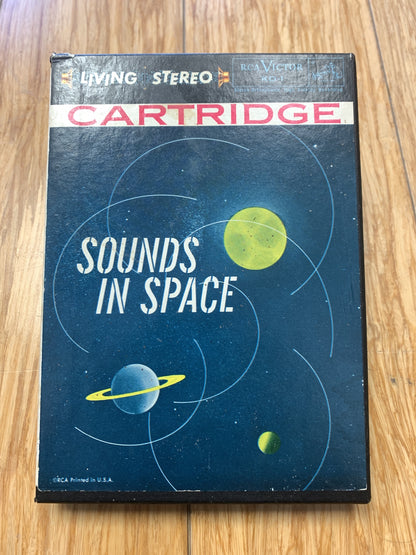 LIVING STEREO
RCA VICTOR
CARTRIDGE
SOUNDS
IN SPACE
©RCA Printed in U.S.A.